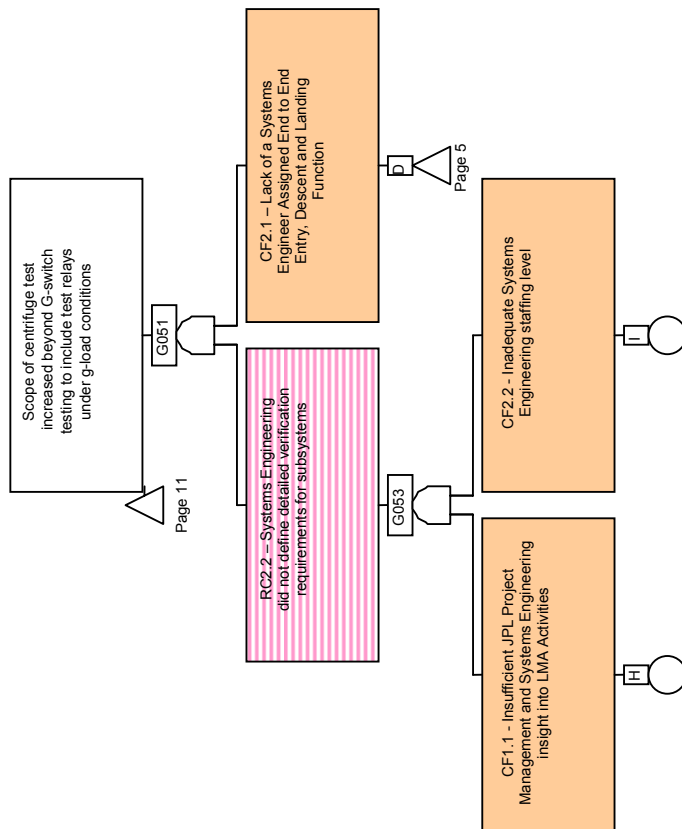 Scope of centrifuge test
increased beyond G-switch
testing to include test relays
under g-load conditions
Page 11
G051
RC2.2 – Systems Engineering
did not define detailed verification
requirements for subsystems
CF2.1 – Lack of a Systems
Engineer Assigned End to End
Entry, Descent and Landing
Function
G053
D
Page 5
CF1.1 - Insufficient JPL Project
Management and Systems Engineering
insight into LMA Activities
CF2.2 - Inadequate Systems
Engineering staffing level
H
I